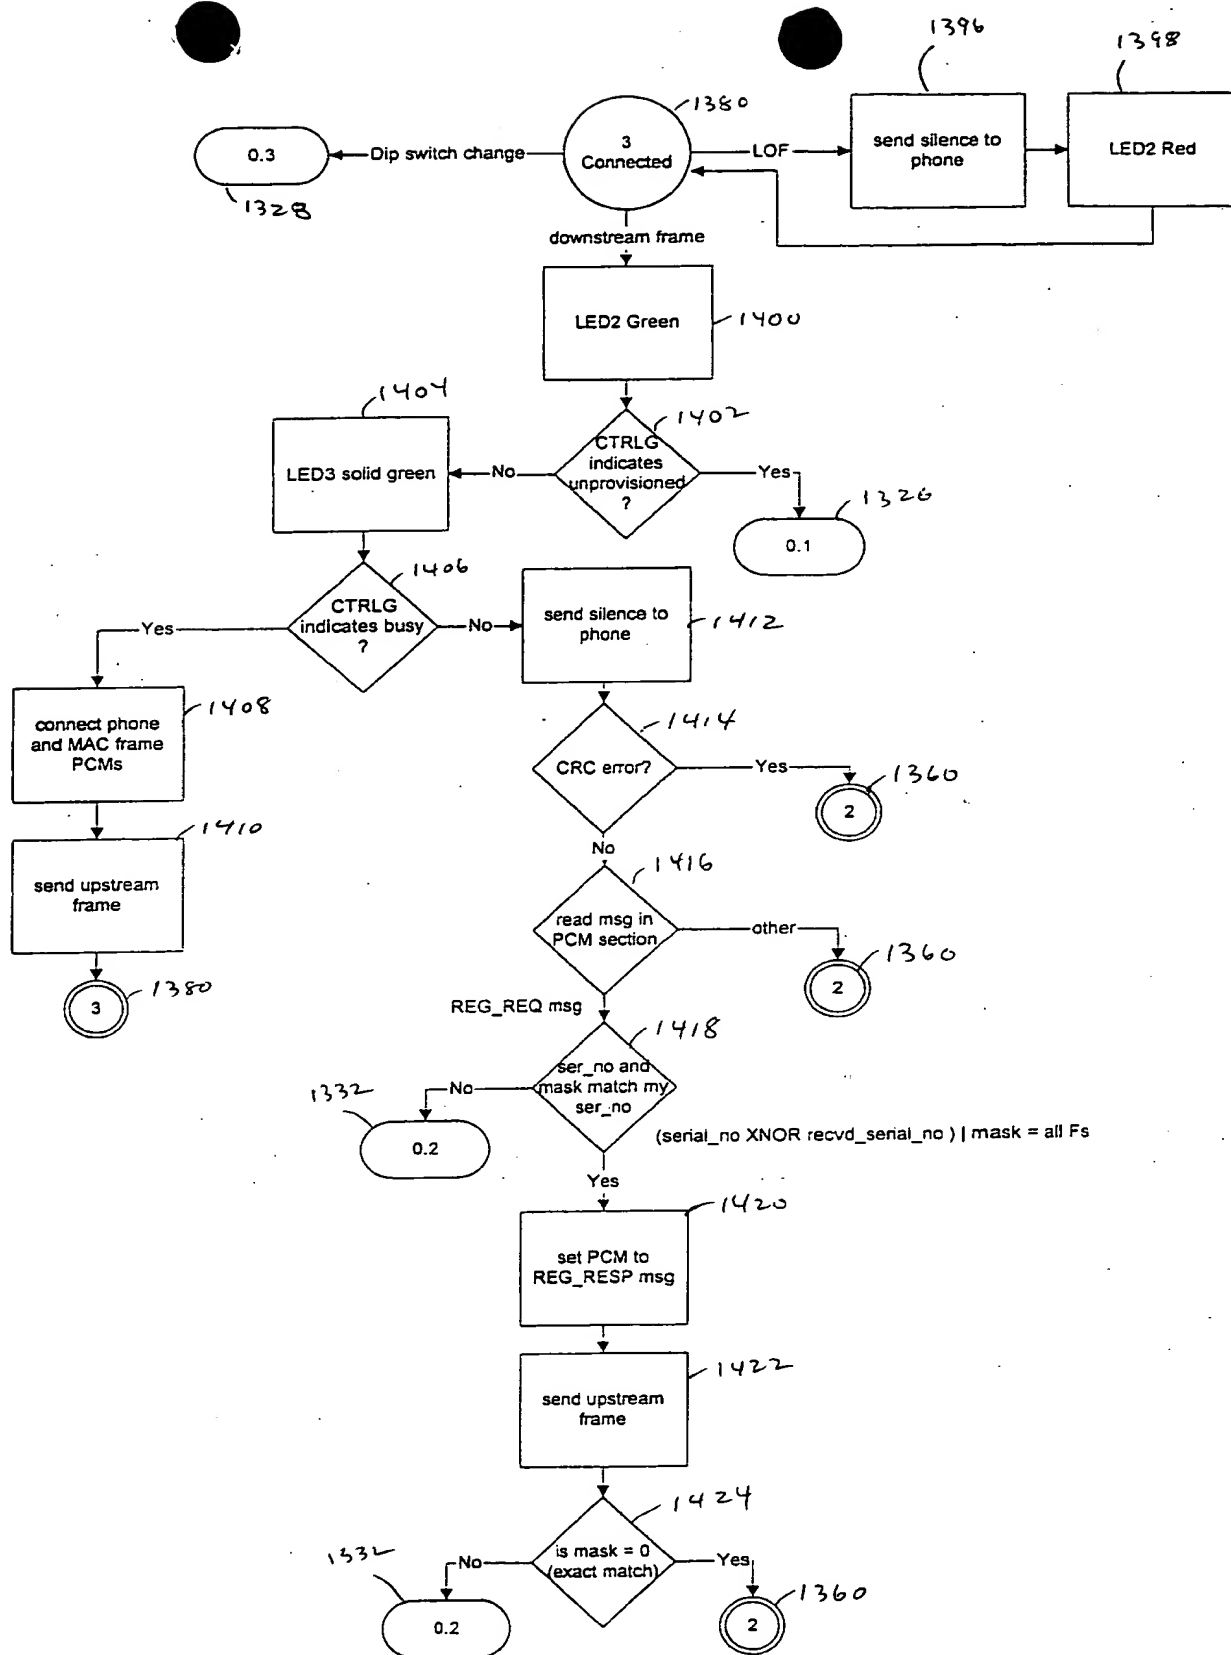 1396
1398
1380
0.3
Dip switch change
3
Connected
LOF
send silence to
phone
LED2 Red
1328
downstream frame
LED2 Green
1400
1404
1402
LED3 solid green
No
CTRLG
indicates
unprovisioned
?
Yes
1326
0.1
1406
CTRLG
indicates busy
?
Yes
No
send silence to
phone
1412
1408
connect phone
and MAC frame
PCMs
1414
CRC error?
Yes
1360
2
1410
No
send upstream
frame
1416
read msg in
PCM section
other
1360
2
1380
3
REG_REQ msg
1418
ser_no and
mask match my
ser_no
No
1332
0.2
(serial_no XNOR recvd_serial_no ) | mask = all Fs
Yes
1420
set PCM to
REG_RESP msg
1422
send upstream
frame
1424
is mask = 0
(exact match)
No
Yes
1332
0.2
1360
2